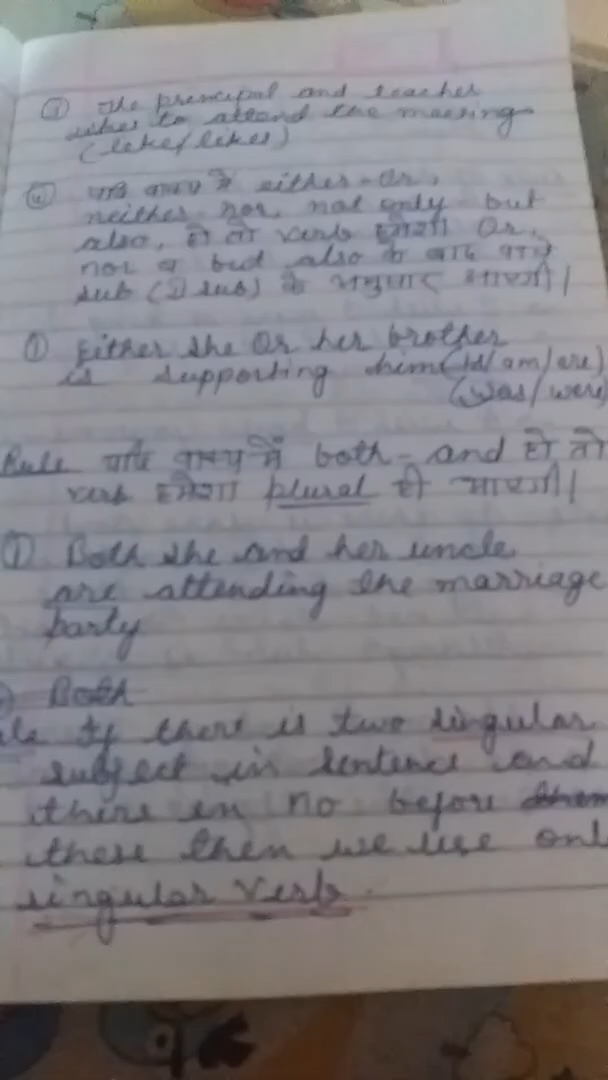 ③ The principal and teacher
likes to attend the meeting
(like/likes)
④ यदि वाक्य में either-or,
neither nor, not only but
also, हो तो verb हमेशा or,
nor व but also के बाद वाले
sub (II sub) के अनुसार आएगी।
① Either she or her brother
is supporting him (is/am/are)
(was/were)
Rule यदि वाक्य में both - and हो तो
verb हमेशा plural ही आएगी।
① Both she and her uncle
are attending the marriage
party
Both
If there is two singular
subject in sentence and
there in no before
these then we use onl
singular verb.